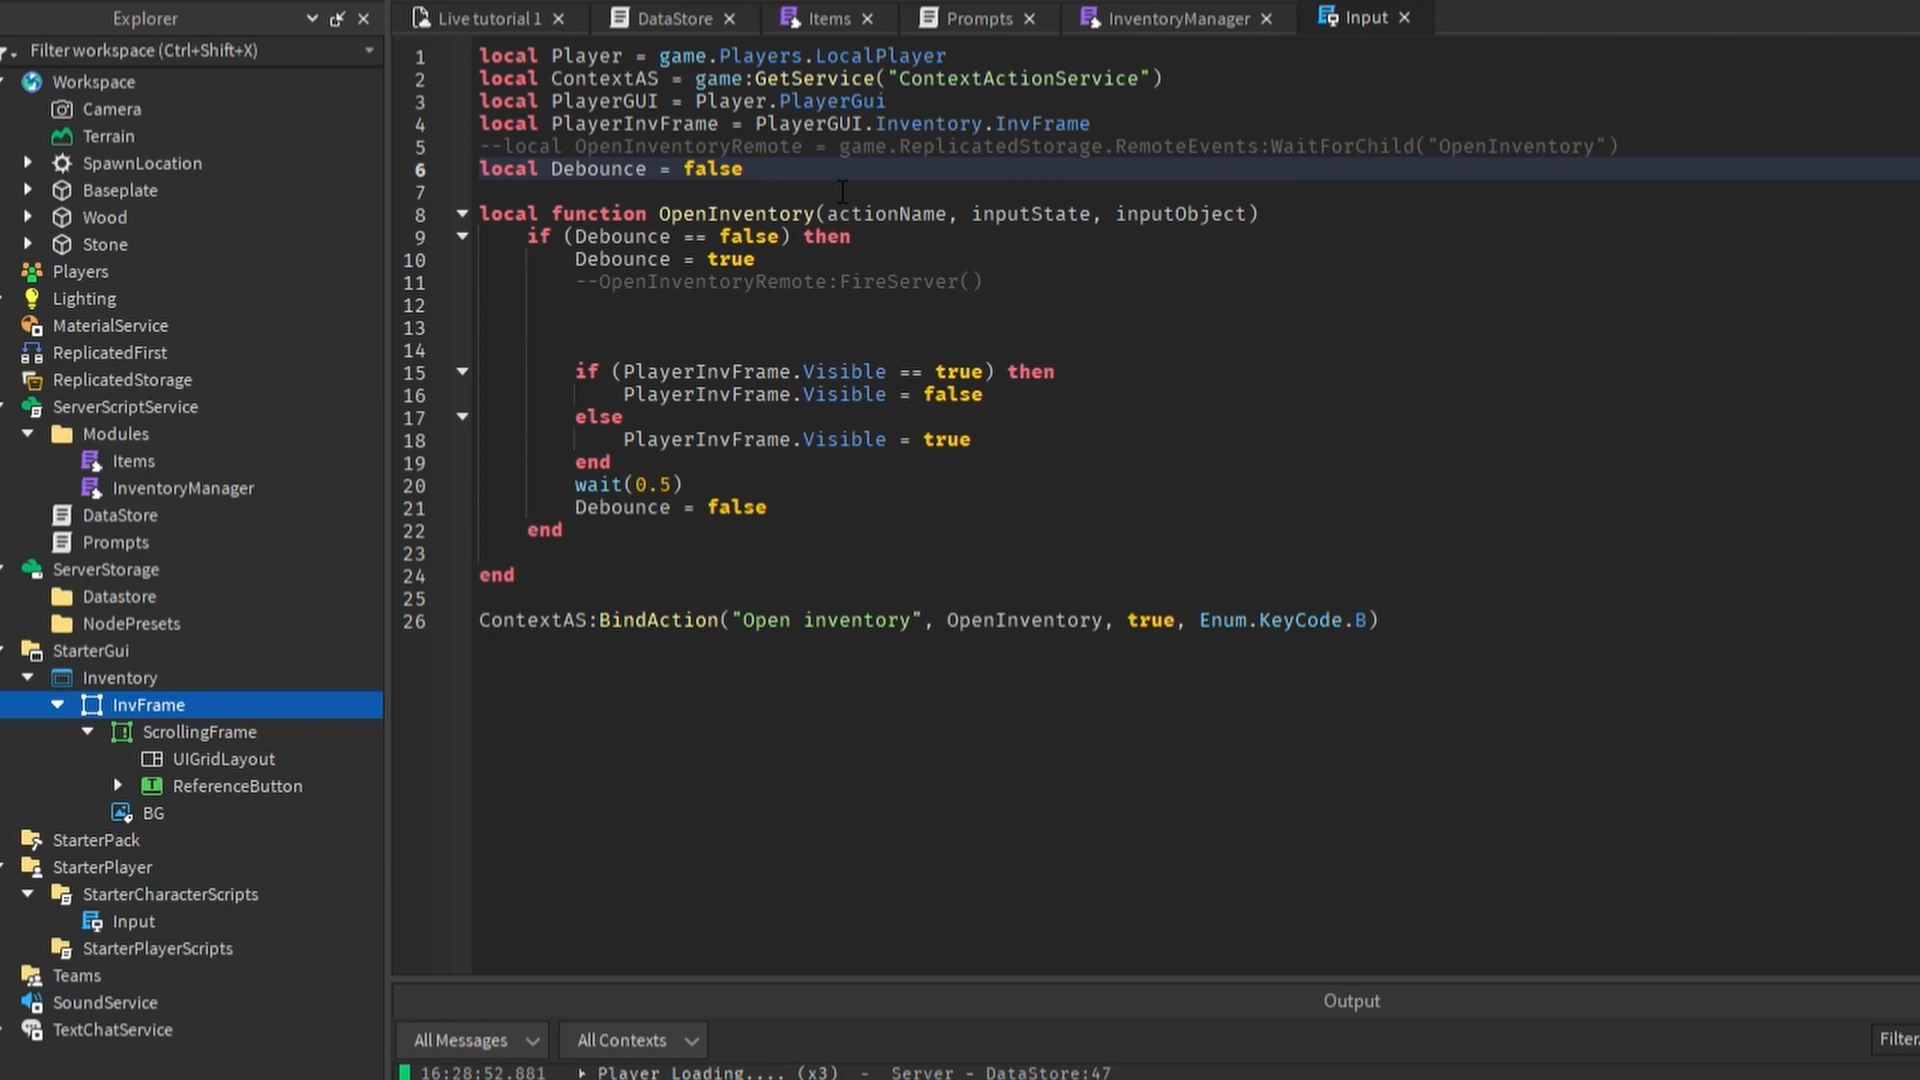 Explorer
Filter workspace (Ctrl+Shift+X)
Workspace
Camera
Terrain
SpawnLocation
Baseplate
Wood
Stone
Players
Lighting
MaterialService
ReplicatedFirst
ReplicatedStorage
ServerScriptService
Modules
Items
InventoryManager
DataStore
Prompts
ServerStorage
Datastore
NodePresets
StarterGui
Inventory
InvFrame
ScrollingFrame
UIGridLayout
ReferenceButton
BG
StarterPack
StarterPlayer
StarterCharacterScripts
Input
StarterPlayerScripts
Teams
SoundService
TextChatService
Live tutorial 1 DataStore Items Prompts InventoryManager Input
1 local Player = game.Players.LocalPlayer
2 local ContextAS = game:GetService("ContextActionService")
3 local PlayerGUI = Player.PlayerGui
4 local PlayerInvFrame = PlayerGUI.Inventory.InvFrame
5 --local OpenInventoryRemote = game.ReplicatedStorage.RemoteEvents:WaitForChild("OpenInventory")
6 local Debounce = false
7
8 local function OpenInventory(actionName, inputState, inputObject)
9 if (Debounce == false) then
10 Debounce = true
11 --OpenInventoryRemote:FireServer()
12
13
14
15 if (PlayerInvFrame.Visible == true) then
16 PlayerInvFrame.Visible = false
17 else
18 PlayerInvFrame.Visible = true
19 end
20 wait(0.5)
21 Debounce = false
22 end
23
24 end
25
26 ContextAS:BindAction("Open inventory", OpenInventory, true, Enum.KeyCode.B)
Output
All Messages All Contexts Filter.
16:28:52.881 Player Loading.... (x3) - Server - DataStore:47